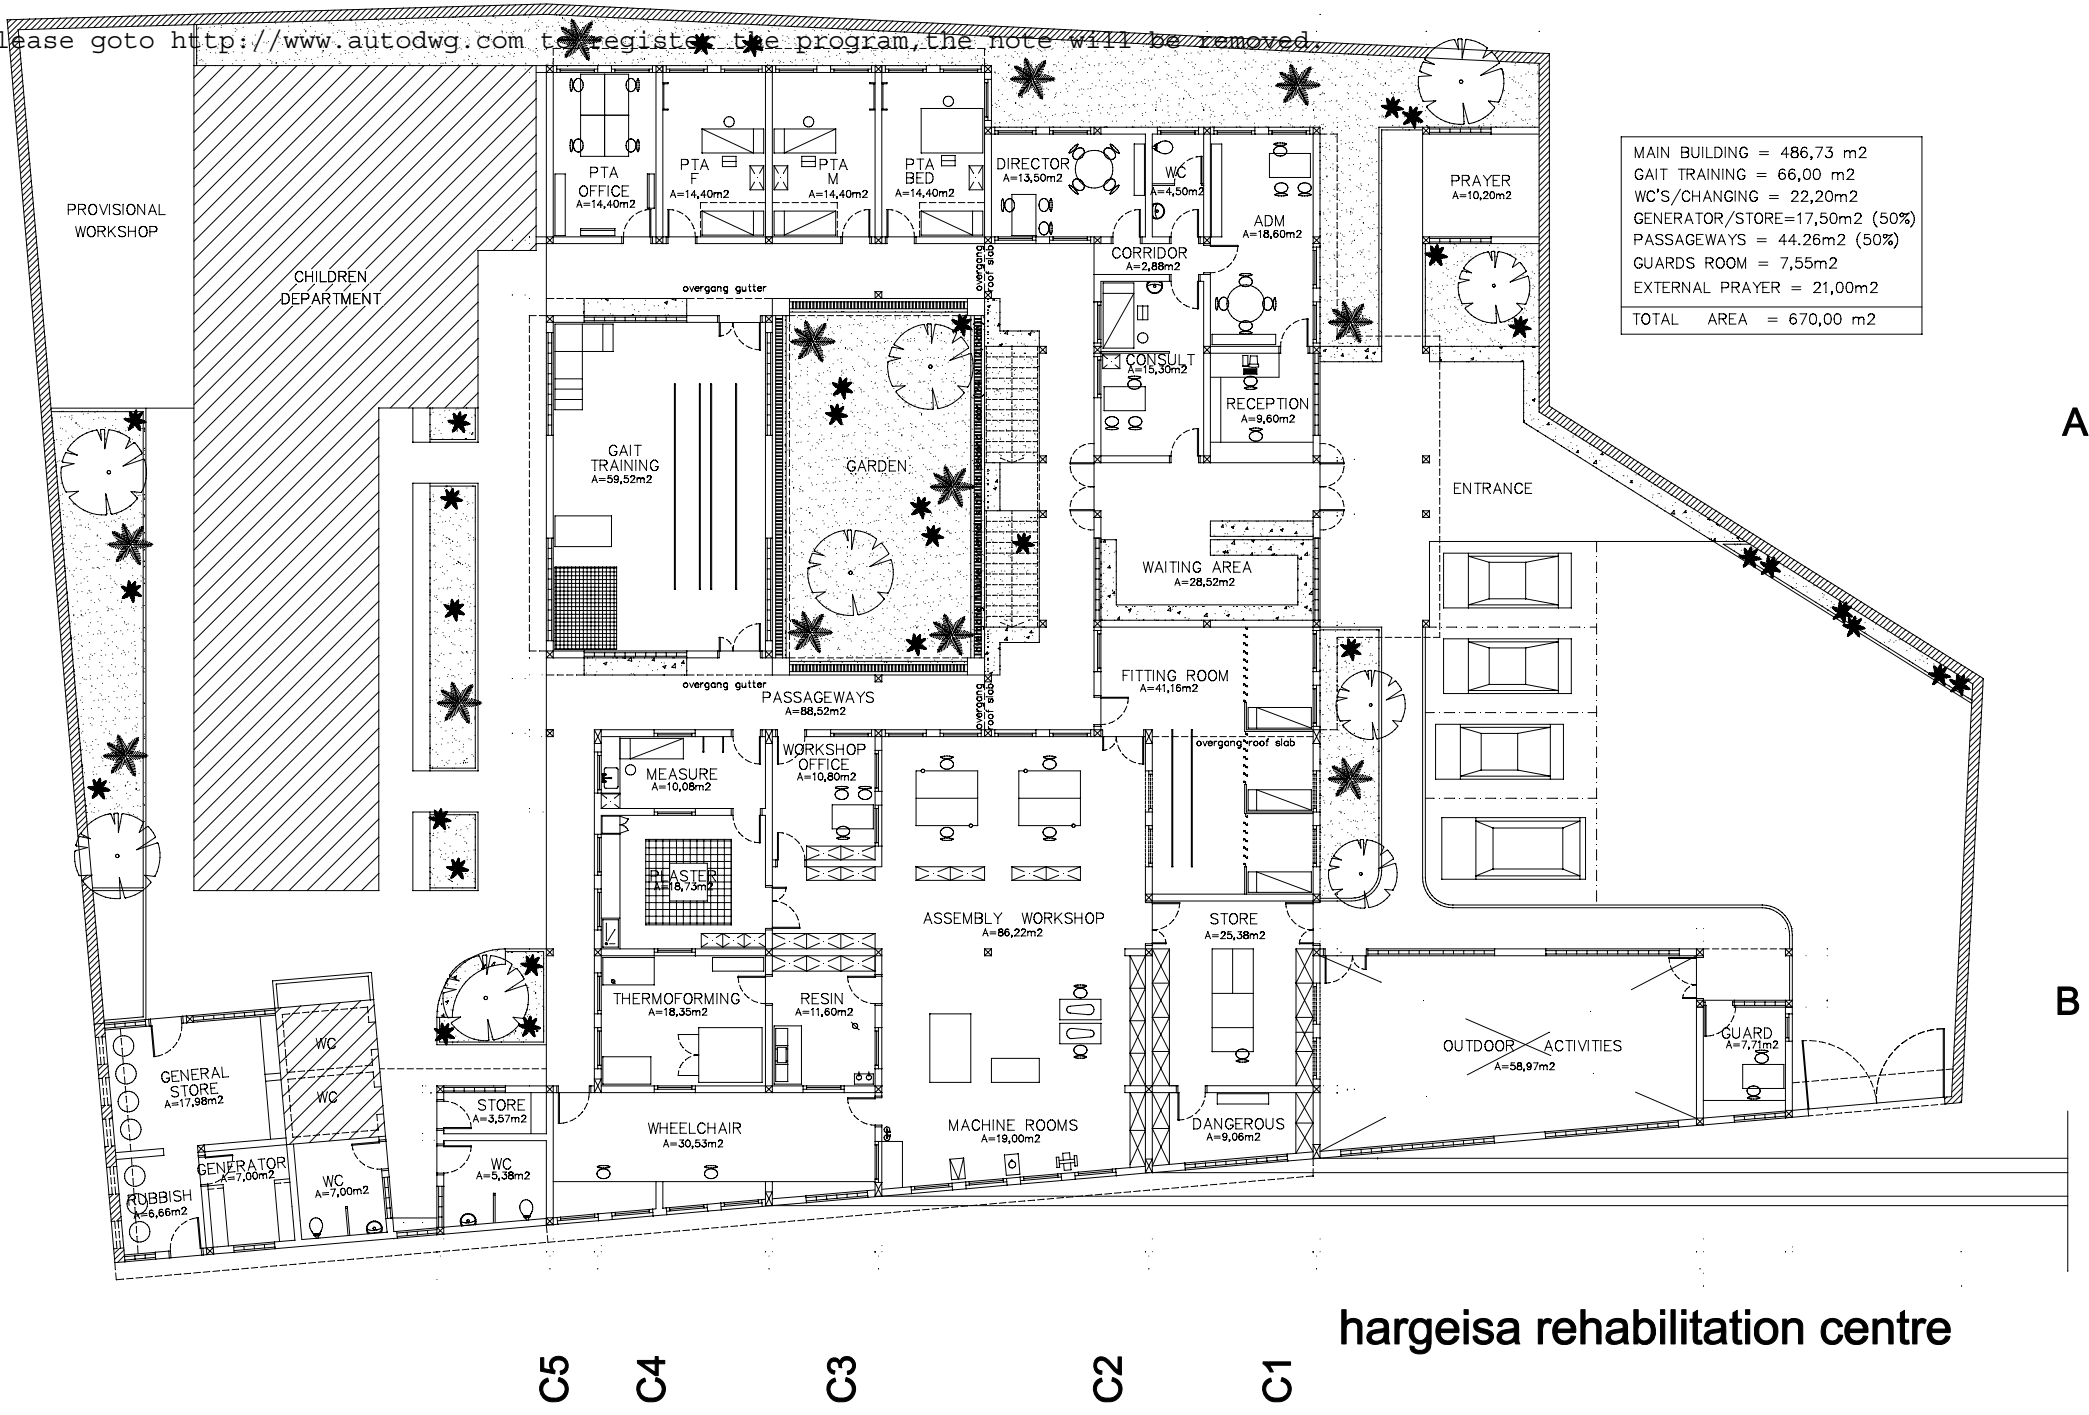 lease goto http://www.autodwg.com to register the program,the note will be removed.
MAIN BUILDING = 486,73 m2
GAIT TRAINING = 66,00 m2
WC'S/CHANGING = 22,20m2
GENERATOR/STORE=17,50m2 (50%)
PASSAGEWAYS = 44.26m2 (50%)
GUARDS ROOM = 7,55m2
EXTERNAL PRAYER = 21,00m2
TOTAL AREA = 670,00 m2
PROVISIONAL
WORKSHOP
CHILDREN
DEPARTMENT
PTA
OFFICE
A=14,40m2
PTA
F
A=14,40m2
PTA
M
A=14,40m2
PTA
BED
A=14,40m2
DIRECTOR
A=13,50m2
WC
A=4,50m2
ADM
A=18,60m2
PRAYER
A=10,20m2
CORRIDOR
A=2,88m2
overgang gutter
overgang
roof slab
CONSULT
A=15,30m2
RECEPTION
A=9,60m2
GAIT
TRAINING
A=59,52m2
GARDEN
ENTRANCE
WAITING AREA
A=28,52m2
A
overgang gutter
PASSAGEWAYS
A=88,52m2
overgang
roof slab
FITTING ROOM
A=41,16m2
overgang roof slab
MEASURE
A=10,08m2
WORKSHOP
OFFICE
A=10,80m2
PLASTER
A=18,73m2
ASSEMBLY WORKSHOP
A=86,22m2
STORE
A=25,38m2
THERMOFORMING
A=18,35m2
RESIN
A=11,60m2
B
OUTDOOR ACTIVITIES
A=58,97m2
GUARD
A=7,71m2
WC
WC
GENERAL
STORE
A=17,98m2
STORE
A=3,57m2
WHEELCHAIR
A=30,53m2
MACHINE ROOMS
A=19,00m2
DANGEROUS
A=9,06m2
GENERATOR
A=7,00m2
WC
A=7,00m2
WC
A=5,38m2
RUBBISH
A=6,66m2
hargeisa rehabilitation centre
C5
C4
C3
C2
C1